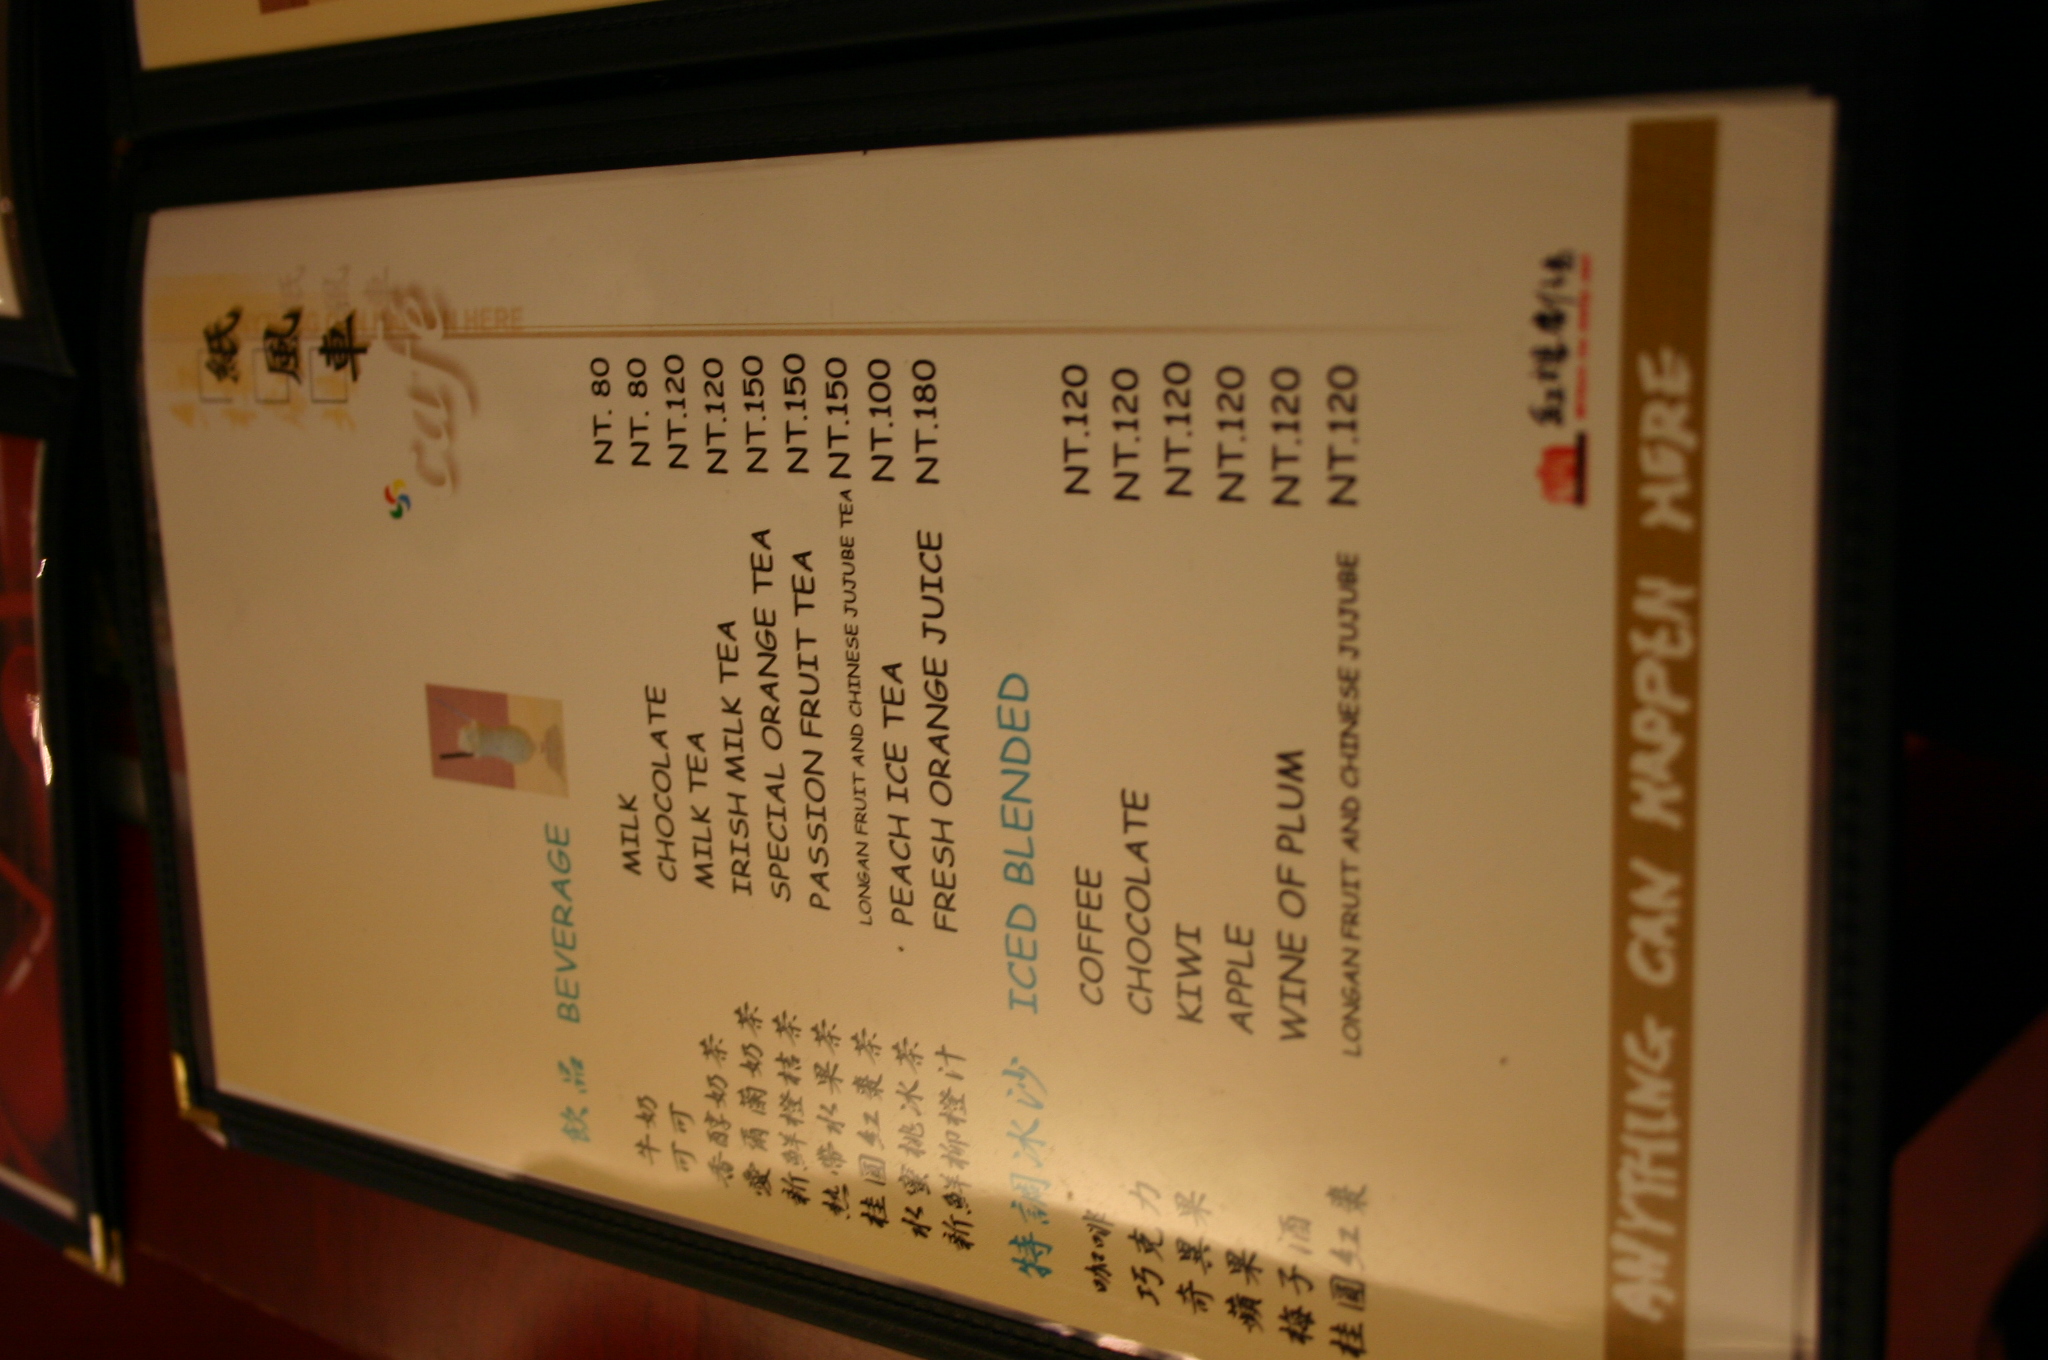 紙風車
cafe
飲品 BEVERAGE
牛奶 MILK NT. 80
可可 CHOCOLATE NT. 80
香醇奶茶 MILK TEA NT.120
愛爾蘭奶茶 IRISH MILK TEA NT.120
新鮮橙桔茶 SPECIAL ORANGE TEA NT.150
熱帶水果茶 PASSION FRUIT TEA NT.150
桂圓紅棗茶 LONGAN FRUIT AND CHINESE JUJUBE TEA NT.150
水蜜桃冰茶 PEACH ICE TEA NT.100
新鮮柳橙汁 FRESH ORANGE JUICE NT.180
特調冰沙 ICED BLENDED
咖啡 COFFEE NT.120
巧克力 CHOCOLATE NT.120
奇異果 KIWI NT.120
蘋果 APPLE NT.120
梅子酒 WINE OF PLUM NT.120
桂圓紅棗 LONGAN FRUIT AND CHINESE JUJUBE NT.120
ANYTHING CAN HAPPEN HERE